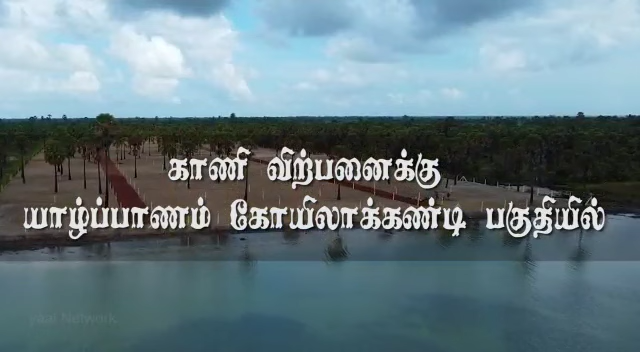 காணி விற்பனைக்கு
யாழ்ப்பாணம் கோயிலாக்கண்டி பகுதியில்